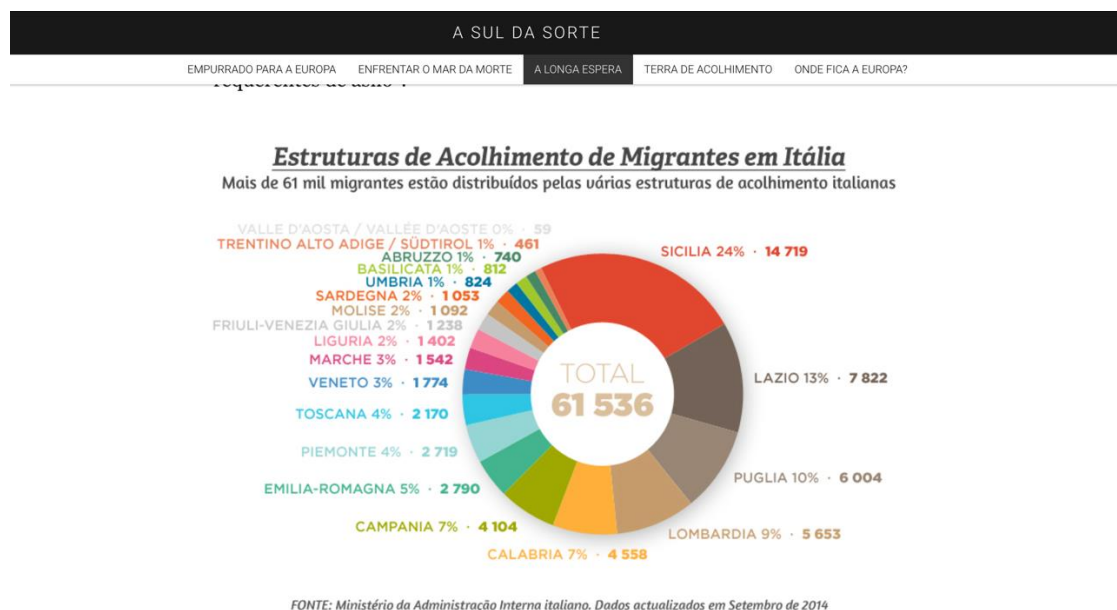 A SUL DA SORTE
EMPURRADO PARA A EUROPA ENFRENTAR O MAR DA MORTE A LONGA ESPERA TERRA DE ACOLHIMENTO ONDE FICA A EUROPA?
Estruturas de Acolhimento de Migrantes em Itália
Mais de 61 mil migrantes estão distribuídos pelas várias estruturas de acolhimento italianas
VALLE D'AOSTA / VALLÉE D'AOSTE 0% · 59
TRENTINO ALTO ADIGE / SÜDTIROL 1% · 461
ABRUZZO 1% · 740
BASILICATA 1% · 812
UMBRIA 1% · 824
SARDEGNA 2% · 1 053
MOLISE 2% · 1 092
FRIULI-VENEZIA GIULIA 2% · 1 238
LIGURIA 2% · 1 402
MARCHE 3% · 1 542
VENETO 3% · 1 774
TOSCANA 4% · 2 170
PIEMONTE 4% · 2 719
EMILIA-ROMAGNA 5% · 2 790
CAMPANIA 7% · 4 104
CALABRIA 7% · 4 558
SICILIA 24% · 14 719
LAZIO 13% · 7 822
PUGLIA 10% · 6 004
LOMBARDIA 9% · 5 653
TOTAL
61 536
FONTE: Ministério da Administração Interna italiano. Dados actualizados em Setembro de 2014